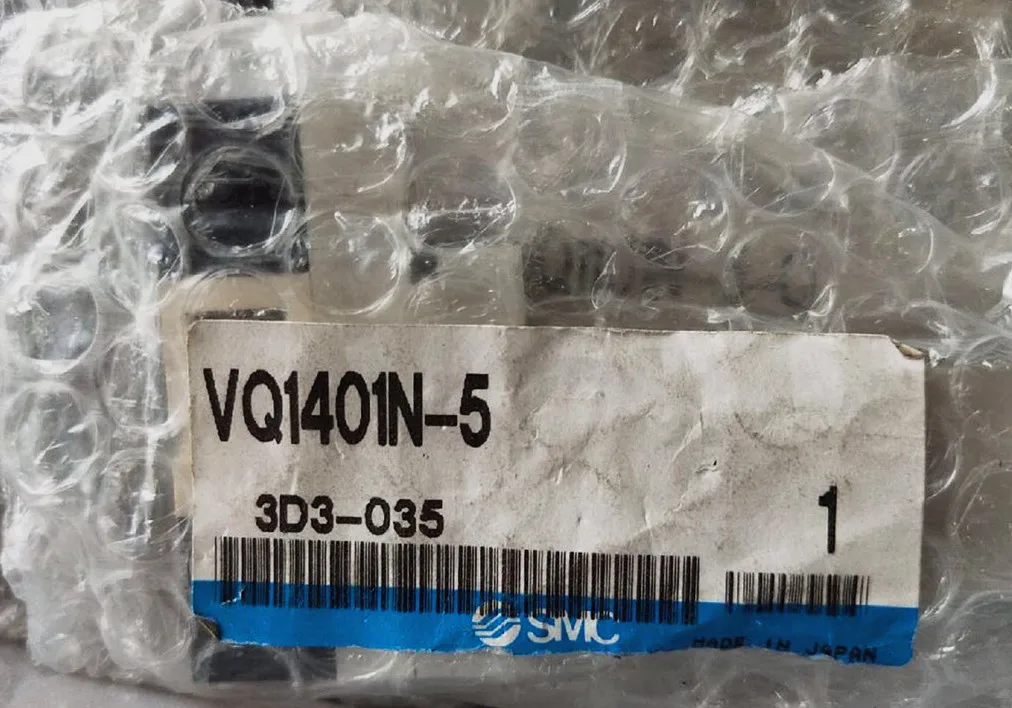 VQ1401N-5
3D3-035
1
SMC
MADE IN JAPAN